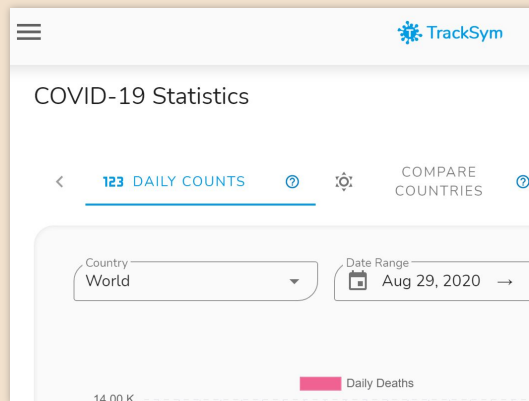 TrackSym
COVID-19 Statistics
123 DAILY COUNTS
COMPARE
COUNTRIES
Country
World
Date Range
Aug 29, 2020 →
Daily Deaths
14.00 K